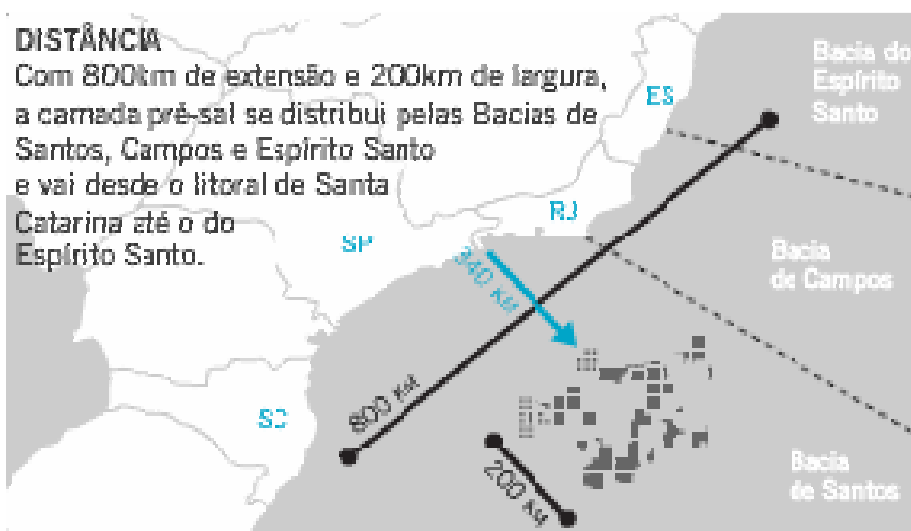 DISTÂNCIA
Com 800km de extensão e 200km de largura,
a camada pré-sal se distribui pelas Bacias de
Santos, Campos e Espírito Santo
e vai desde o litoral de Santa
Catarina até o do
Espírito Santo.
Bacia do
Espírito
Santo
ES
RJ
SP
340 KM
Bacia
de Campos
800 KM
SC
200 KM
Bacia
de Santos